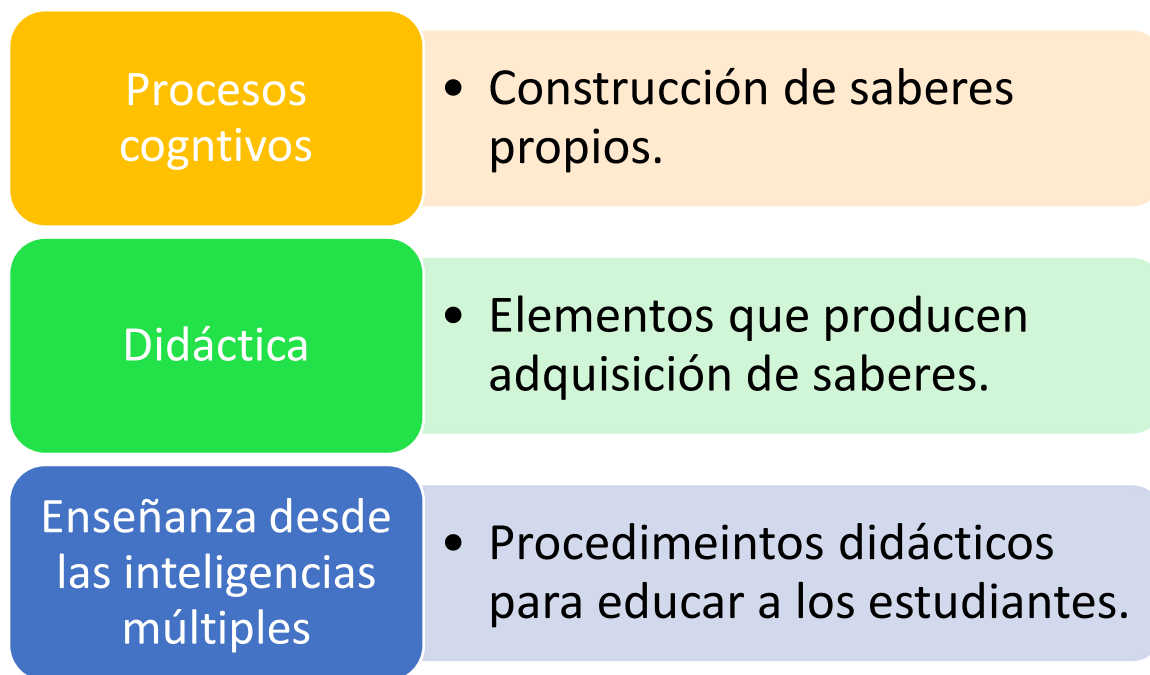 Procesos
cogntivos
• Construcción de saberes
propios.
Didáctica
• Elementos que producen
adquisición de saberes.
Enseñanza desde
las inteligencias
múltiples
• Procedimeintos didácticos
para educar a los estudiantes.